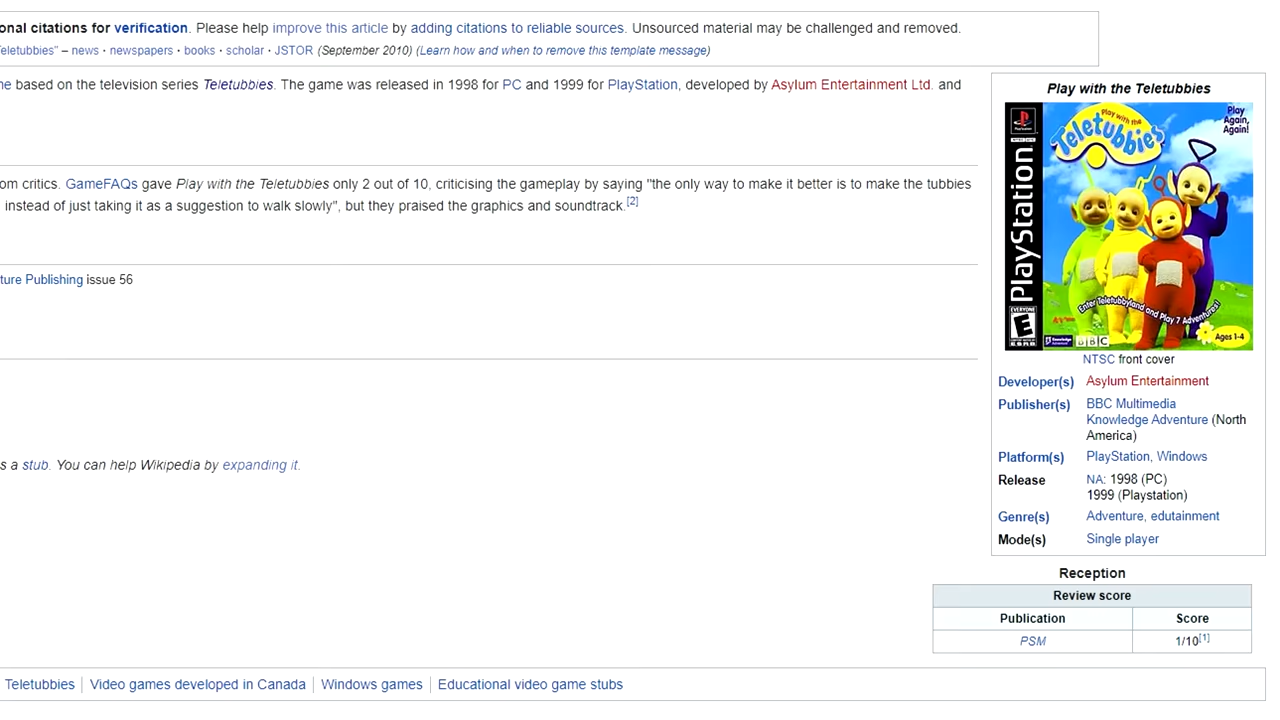 onal citations for verification. Please help improve this article by adding citations to reliable sources. Unsourced material may be challenged and removed.
eletubbies" – news · newspapers · books · scholar · JSTOR (September 2010) (Learn how and when to remove this template message)
me based on the television series Teletubbies. The game was released in 1998 for PC and 1999 for PlayStation, developed by Asylum Entertainment Ltd. and
om critics. GameFAQs gave Play with the Teletubbies only 2 out of 10, criticising the gameplay by saying "the only way to make it better is to make the tubbies
instead of just taking it as a suggestion to walk slowly", but they praised the graphics and soundtrack.[2]
ture Publishing issue 56
s a stub. You can help Wikipedia by expanding it.
Play with the Teletubbies
PlayStation
Play with the
Teletubbies
Play
Again,
Again!
Enter Teletubbyland and Play 7 Adventures!
EVERYONE
E
ESRB
Knowledge Adventure
BBC
Ages 1-4
NTSC front cover
Developer(s) Asylum Entertainment
Publisher(s) BBC Multimedia
Knowledge Adventure (North
America)
Platform(s) PlayStation, Windows
Release NA: 1998 (PC)
1999 (Playstation)
Genre(s) Adventure, edutainment
Mode(s) Single player
Reception
Review score
Publication Score
PSM 1/10[1]
Teletubbies | Video games developed in Canada | Windows games | Educational video game stubs